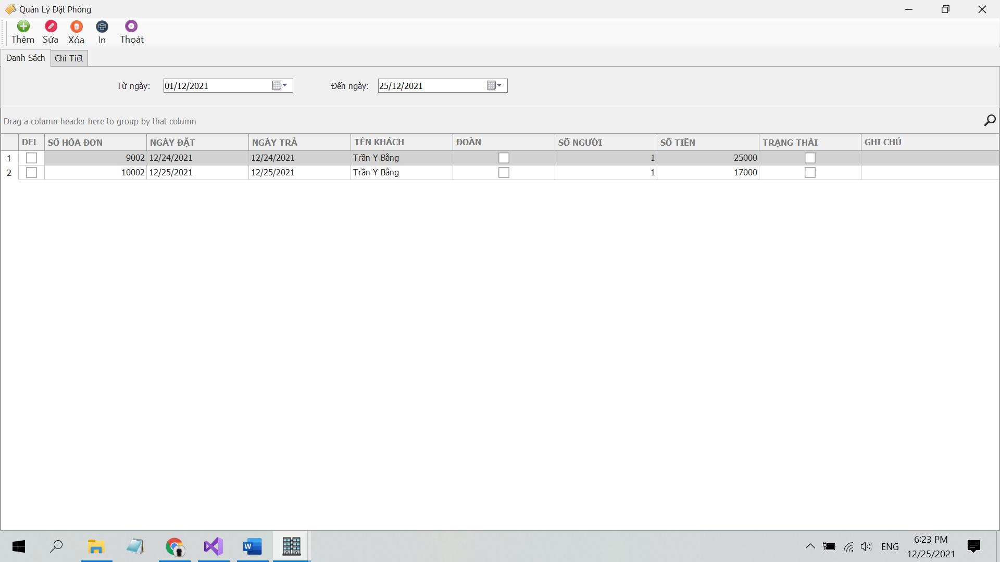 Quản Lý Đặt Phòng
Thêm Sửa Xóa In Thoát
Danh Sách Chi Tiết
Từ ngày: 01/12/2021 Đến ngày: 25/12/2021
Drag a column header here to group by that column
DEL SỐ HÓA ĐƠN NGÀY ĐẶT NGÀY TRẢ TÊN KHÁCH ĐOÀN SỐ NGƯỜI SỐ TIỀN TRẠNG THÁI GHI CHÚ
1 9002 12/24/2021 12/24/2021 Trần Y Bằng 1 25000
2 10002 12/25/2021 12/25/2021 Trần Y Bằng 1 17000
W ENG 6:23 PM
12/25/2021